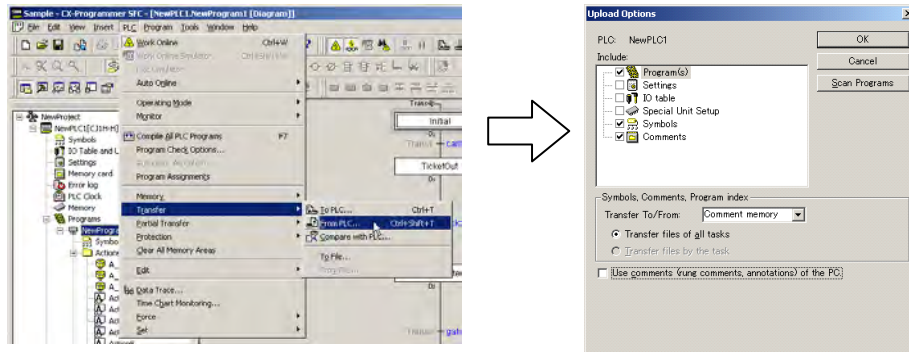 Sample - CX-Programmer SFC - [NewPLC1.NewProgram1 [Diagram]]
File Edit View Insert PLC Program Tools Window Help
Work Online Ctrl+W
Auto Online
Operating Mode
Monitor
Compile All PLC Programs F7
Program Check Options...
Program Assignments
Memory
Transfer
Partial Transfer
Protection
Clear All Memory Areas
Edit
Data Trace...
Time Chart Monitoring...
Force
Set
To PLC... Ctrl+T
From PLC... Ctrl+Shift+T
Compare with PLC...
To File...
NewProject
NewPLC1[CJ1H-H]
Symbols
IO Table and U
Settings
Memory card
Error log
PLC Clock
Memory
Programs
NewProgra
Symbo
Action
Initial
TicketOut
Upload Options
PLC: NewPLC1
Include:
Program(s)
Settings
IO table
Special Unit Setup
Symbols
Comments
OK
Cancel
Scan Programs
Symbols, Comments, Program index:
Transfer To/From: Comment memory
Transfer files of all tasks
Transfer files by the task
Use comments (rung comments, annotations) of the PC.